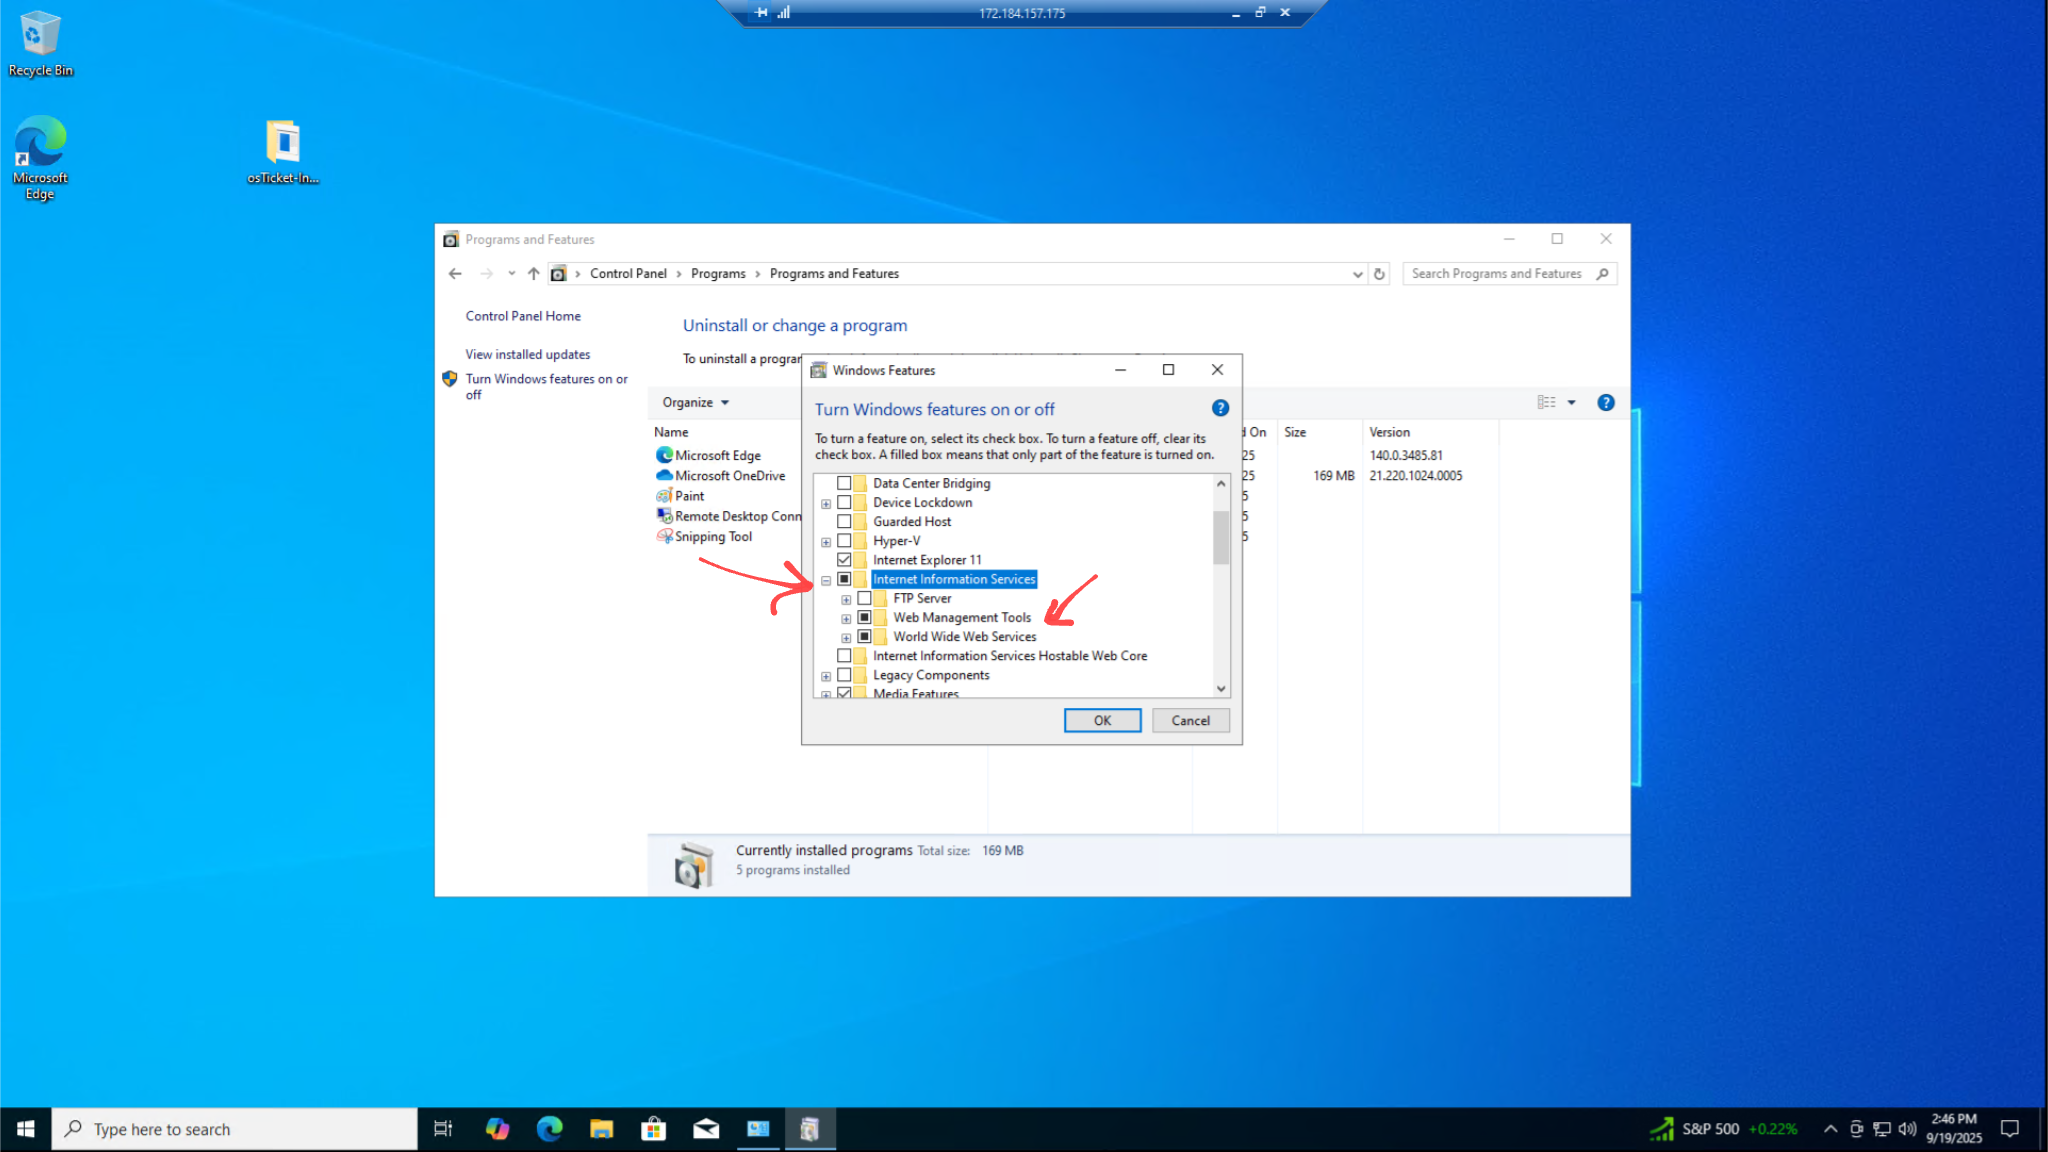 172.184.157.175
Recycle Bin
Microsoft
Edge
osTicket-In...
Programs and Features
Control Panel
Programs
Programs and Features
Search Programs and Features
Control Panel Home
View installed updates
Turn Windows features on or
off
Uninstall or change a program
To uninstall a program
Organize
Name
d On
Size
Version
Microsoft Edge
25
140.0.3485.81
Microsoft OneDrive
25
169 MB
21.220.1024.0005
Paint
5
Remote Desktop Conn
5
Snipping Tool
5
Windows Features
Turn Windows features on or off
To turn a feature on, select its check box. To turn a feature off, clear its
check box. A filled box means that only part of the feature is turned on.
Data Center Bridging
Device Lockdown
Guarded Host
Hyper-V
Internet Explorer 11
Internet Information Services
FTP Server
Web Management Tools
World Wide Web Services
Internet Information Services Hostable Web Core
Legacy Components
Media Features
OK
Cancel
Currently installed programs Total size: 169 MB
5 programs installed
Type here to search
S&P 500 +0.22%
2:46 PM
9/19/2025